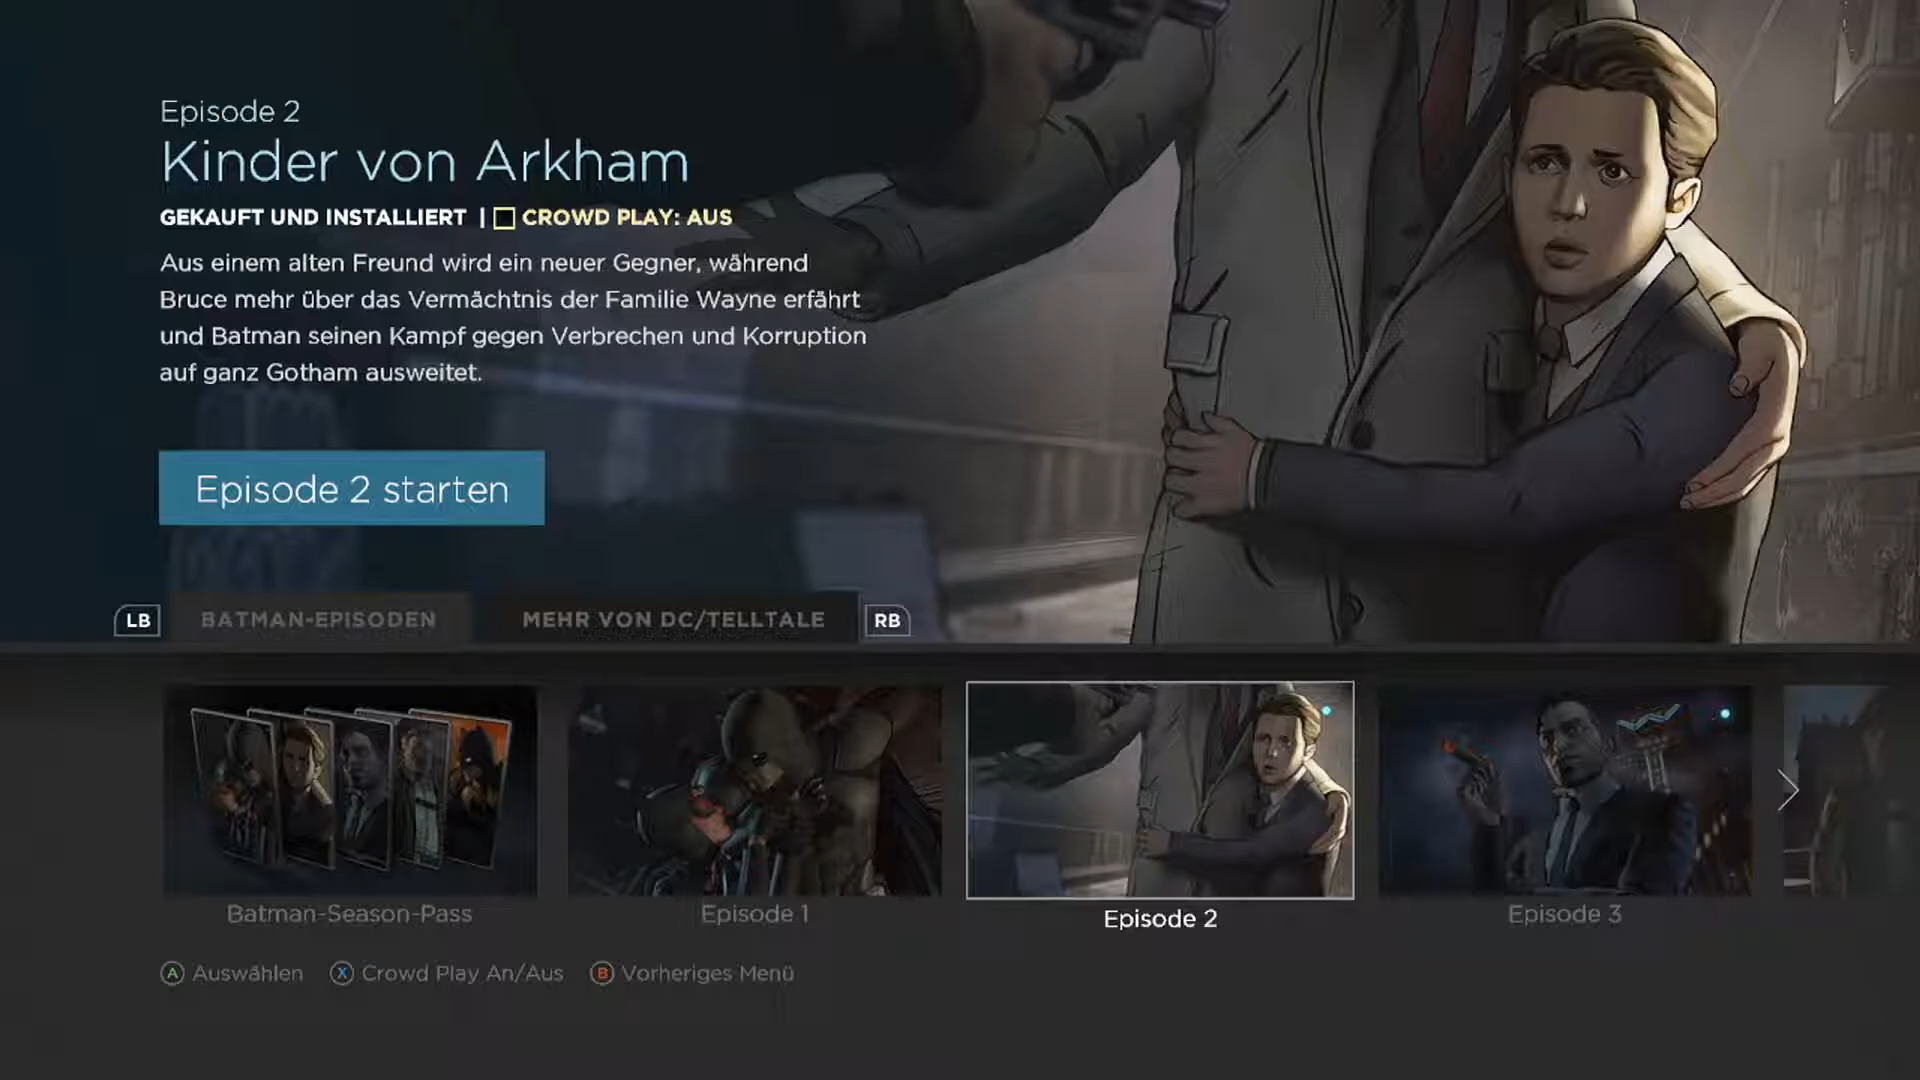 Episode 2
Kinder von Arkham
GEKAUFT UND INSTALLIERT | CROWD PLAY: AUS
Aus einem alten Freund wird ein neuer Gegner, während
Bruce mehr über das Vermächtnis der Familie Wayne erfährt
und Batman seinen Kampf gegen Verbrechen und Korruption
auf ganz Gotham ausweitet.
Episode 2 starten
LB BATMAN-EPISODEN MEHR VON DC/TELLTALE RB
Batman-Season-Pass Episode 1 Episode 2 Episode 3
A Auswählen X Crowd Play An/Aus B Vorheriges Menü